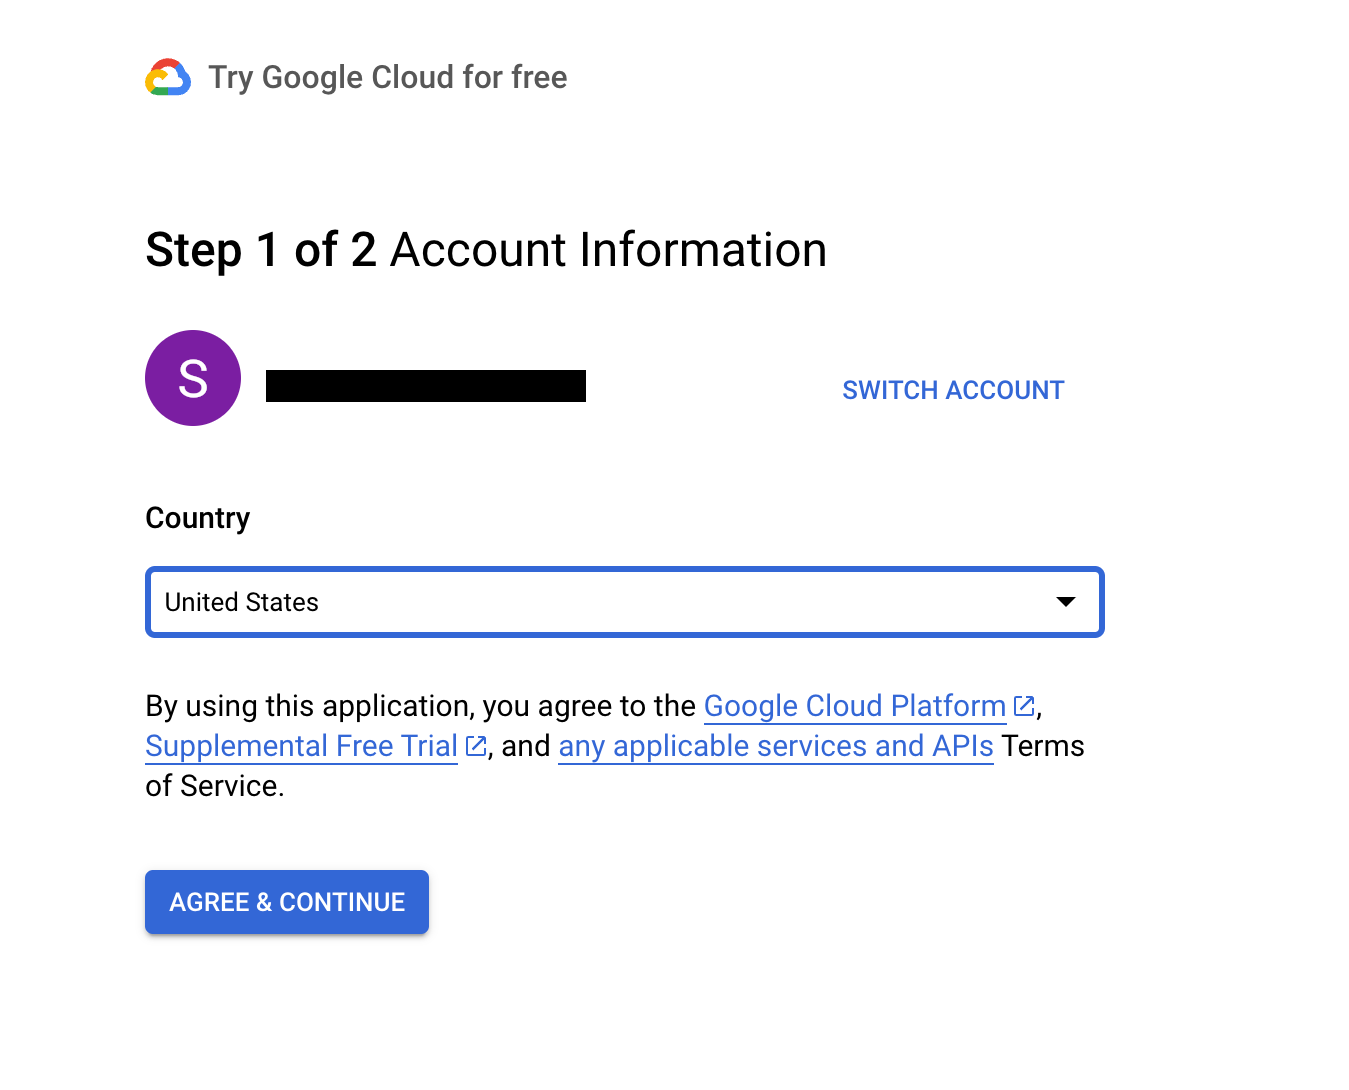 Try Google Cloud for free
Step 1 of 2 Account Information
S
SWITCH ACCOUNT
Country
United States
By using this application, you agree to the Google Cloud Platform,
Supplemental Free Trial, and any applicable services and APIs Terms
of Service.
AGREE & CONTINUE